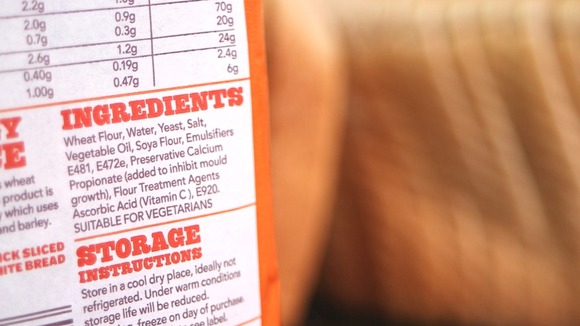 2.2g 70g
2.0g 0.9g 20g
0.7g 0.3g 24g
2.6g 1.2g 2.4g
0.40g 0.19g 6g
1.00g 0.47g
INGREDIENTS
Wheat Flour, Water, Yeast, Salt,
Vegetable Oil, Soya Flour, Emulsifiers
E481, E472e, Preservative Calcium
Propionate (added to inhibit mould
growth), Flour Treatment Agents
Ascorbic Acid (Vitamin C), E920.
SUITABLE FOR VEGETARIANS
wheat
product is
which uses
and barley.
SLICED
BREAD
STORAGE
INSTRUCTIONS
Store in a cool dry place, ideally not
refrigerated. Under warm conditions
storage life will be reduced.
freeze on day of purchase.
label.